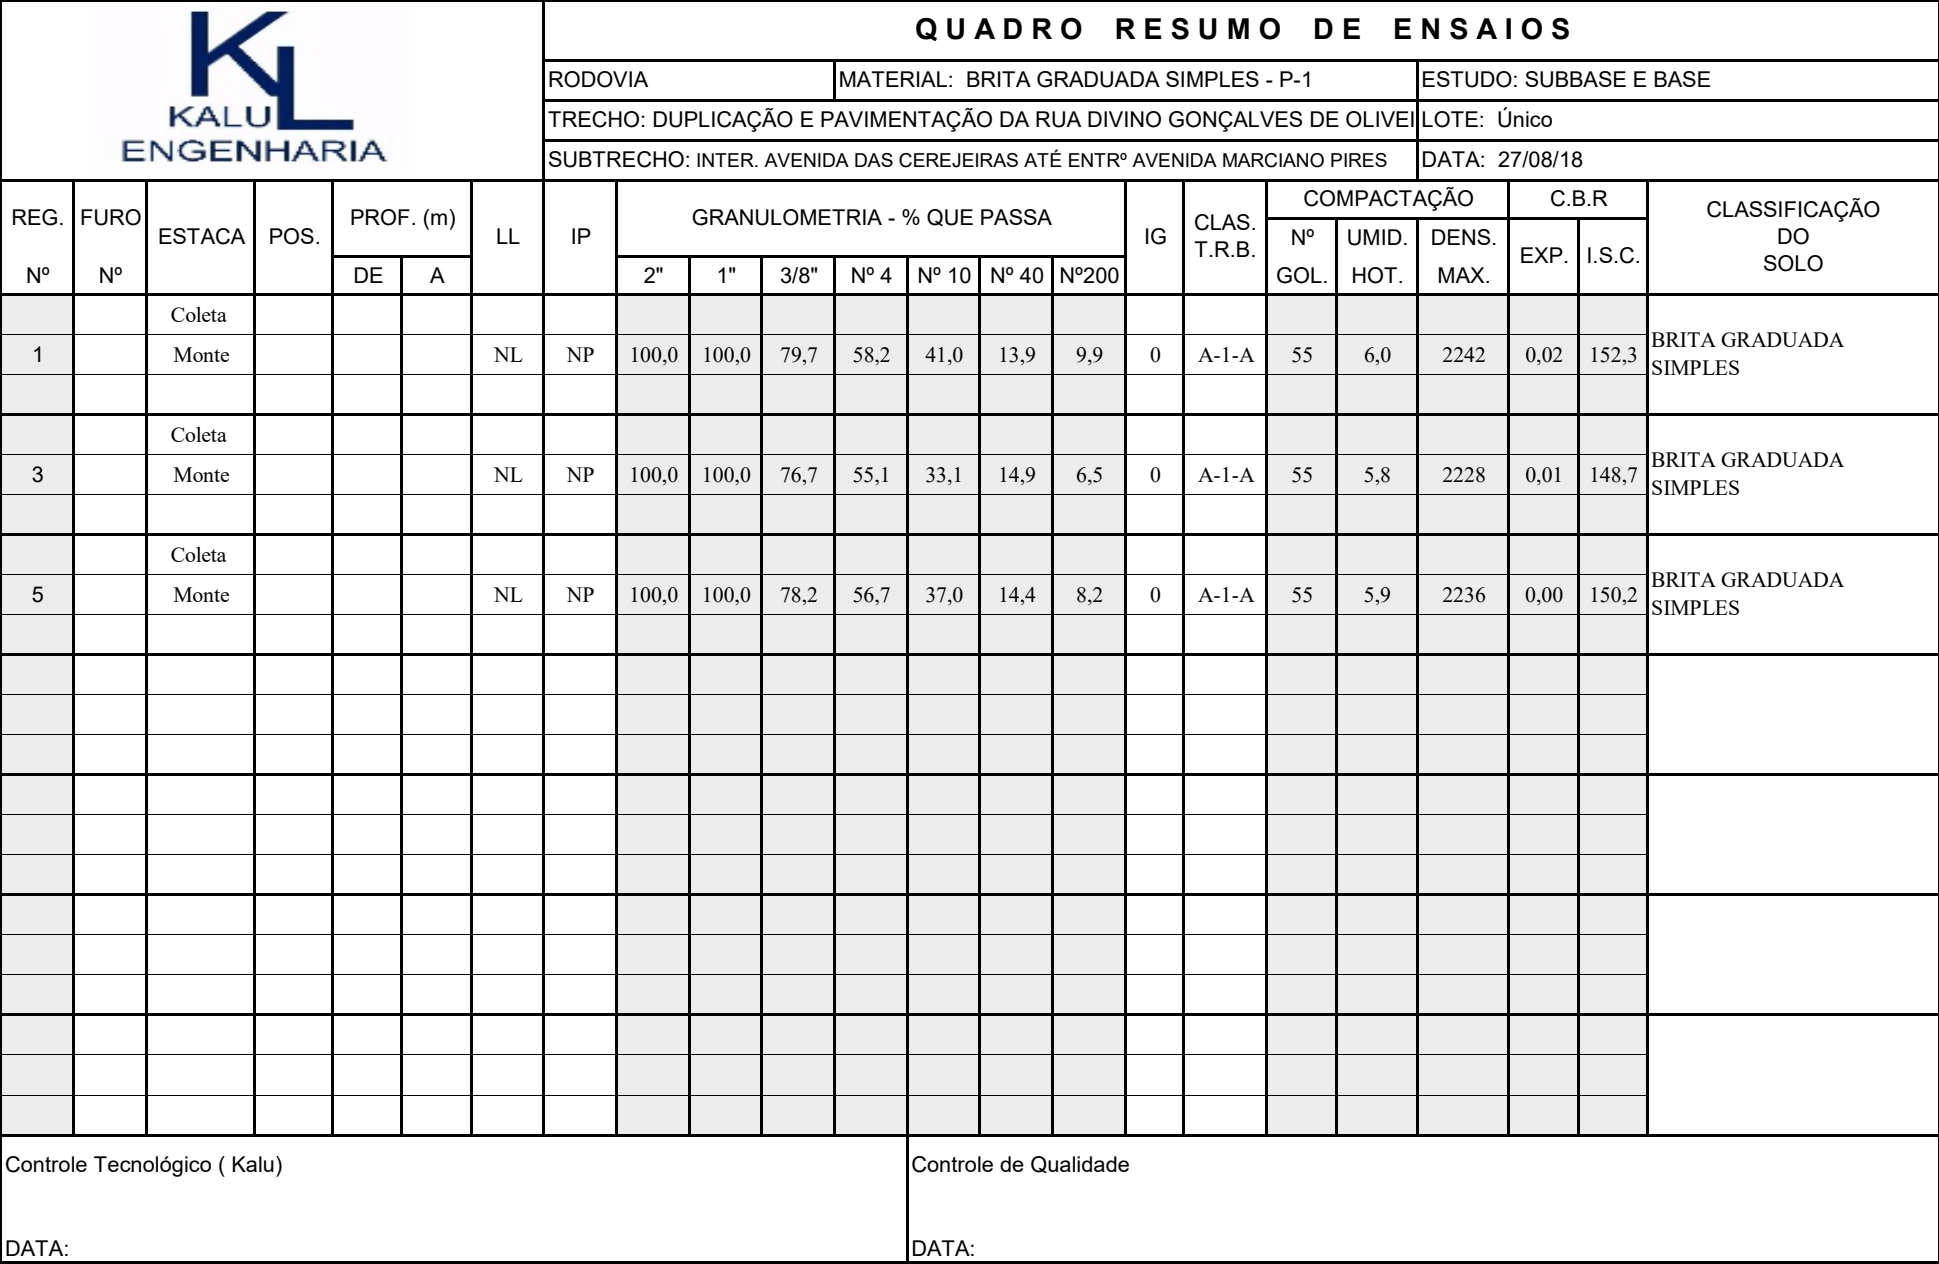 KL
KALU
ENGENHARIA
QUADRO RESUMO DE ENSAIOS
RODOVIA MATERIAL: BRITA GRADUADA SIMPLES - P-1 ESTUDO: SUBBASE E BASE
TRECHO: DUPLICAÇÃO E PAVIMENTAÇÃO DA RUA DIVINO GONÇALVES DE OLIVEI LOTE: Único
SUBTRECHO: INTER. AVENIDA DAS CEREJEIRAS ATÉ ENTRº AVENIDA MARCIANO PIRES DATA: 27/08/18
REG. Nº FURO Nº ESTACA POS. PROF. (m) LL IP GRANULOMETRIA - % QUE PASSA IG CLAS. T.R.B. COMPACTAÇÃO C.B.R CLASSIFICAÇÃO DO SOLO
DE A 2" 1" 3/8" Nº 4 Nº 10 Nº 40 Nº200 Nº GOL. UMID. HOT. DENS. MAX. EXP. I.S.C.
Coleta
1 Monte NL NP 100,0 100,0 79,7 58,2 41,0 13,9 9,9 0 A-1-A 55 6,0 2242 0,02 152,3 BRITA GRADUADA SIMPLES
Coleta
3 Monte NL NP 100,0 100,0 76,7 55,1 33,1 14,9 6,5 0 A-1-A 55 5,8 2228 0,01 148,7 BRITA GRADUADA SIMPLES
Coleta
5 Monte NL NP 100,0 100,0 78,2 56,7 37,0 14,4 8,2 0 A-1-A 55 5,9 2236 0,00 150,2 BRITA GRADUADA SIMPLES
Controle Tecnológico ( Kalu) Controle de Qualidade
DATA: DATA: